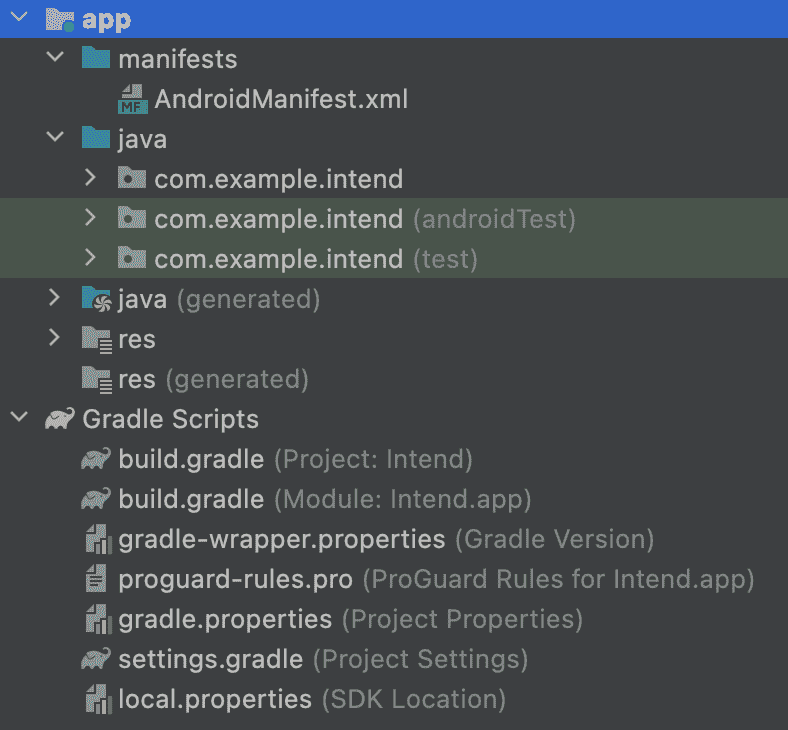 app
manifests
MF AndroidManifest.xml
java
com.example.intend
com.example.intend (androidTest)
com.example.intend (test)
java (generated)
res
res (generated)
Gradle Scripts
build.gradle (Project: Intend)
build.gradle (Module: Intend.app)
gradle-wrapper.properties (Gradle Version)
proguard-rules.pro (ProGuard Rules for Intend.app)
gradle.properties (Project Properties)
settings.gradle (Project Settings)
local.properties (SDK Location)